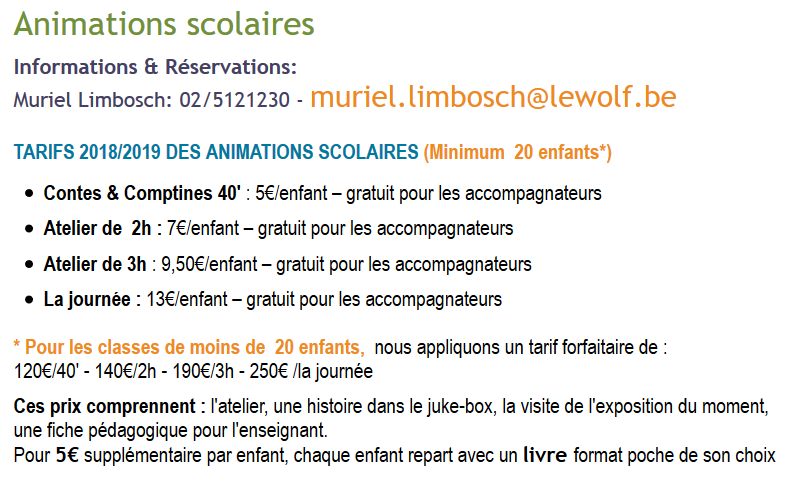 Animations scolaires
Informations & Réservations:
Muriel Limbosch: 02/5121230 - muriel.limbosch@lewolf.be
TARIFS 2018/2019 DES ANIMATIONS SCOLAIRES (Minimum 20 enfants*)
• Contes & Comptines 40' : 5€/enfant – gratuit pour les accompagnateurs
• Atelier de 2h : 7€/enfant – gratuit pour les accompagnateurs
• Atelier de 3h : 9,50€/enfant – gratuit pour les accompagnateurs
• La journée : 13€/enfant – gratuit pour les accompagnateurs
* Pour les classes de moins de 20 enfants, nous appliquons un tarif forfaitaire de :
120€/40' - 140€/2h - 190€/3h - 250€ /la journée
Ces prix comprennent : l'atelier, une histoire dans le juke-box, la visite de l'exposition du moment,
une fiche pédagogique pour l'enseignant.
Pour 5€ supplémentaire par enfant, chaque enfant repart avec un livre format poche de son choix